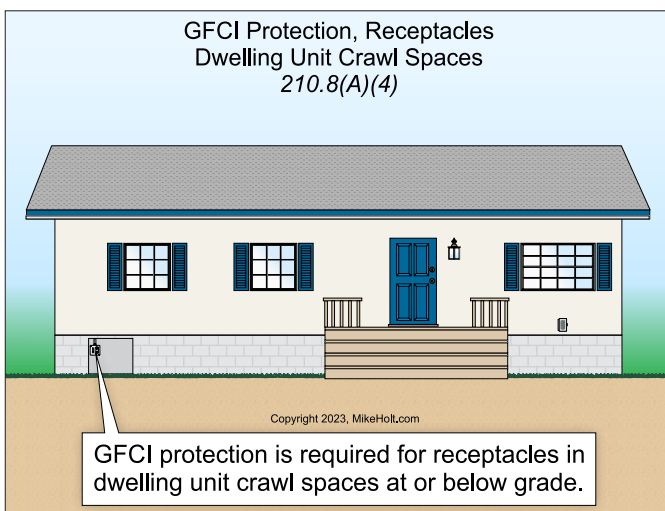 GFCI Protection, Receptacles
Dwelling Unit Crawl Spaces
210.8(A)(4)
Copyright 2023, MikeHolt.com
GFCI protection is required for receptacles in
dwelling unit crawl spaces at or below grade.